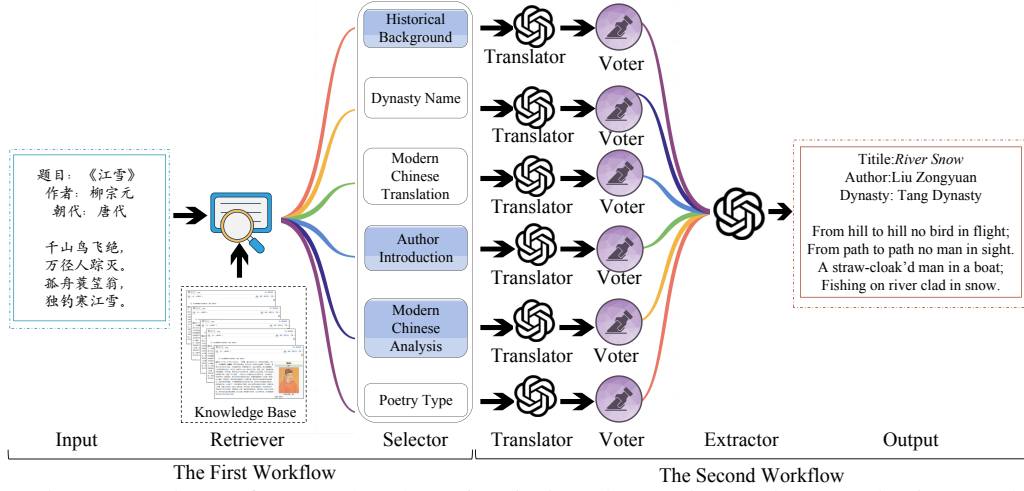 题目：《江雪》
作者：柳宗元
朝代：唐代
千山鸟飞绝，
万径人踪灭。
孤舟蓑笠翁，
独钓寒江雪。
Knowledge Base
Historical
Background
Dynasty Name
Modern
Chinese
Translation
Author
Introduction
Modern
Chinese
Analysis
Poetry Type
Translator
Voter
Translator
Voter
Translator
Voter
Translator
Voter
Translator
Voter
Translator
Voter
Titile:River Snow
Author:Liu Zongyuan
Dynasty: Tang Dynasty
From hill to hill no bird in flight;
From path to path no man in sight.
A straw-cloak’d man in a boat;
Fishing on river clad in snow.
Input
Retriever
Selector
Extractor
Output
The First Workflow
The Second Workflow